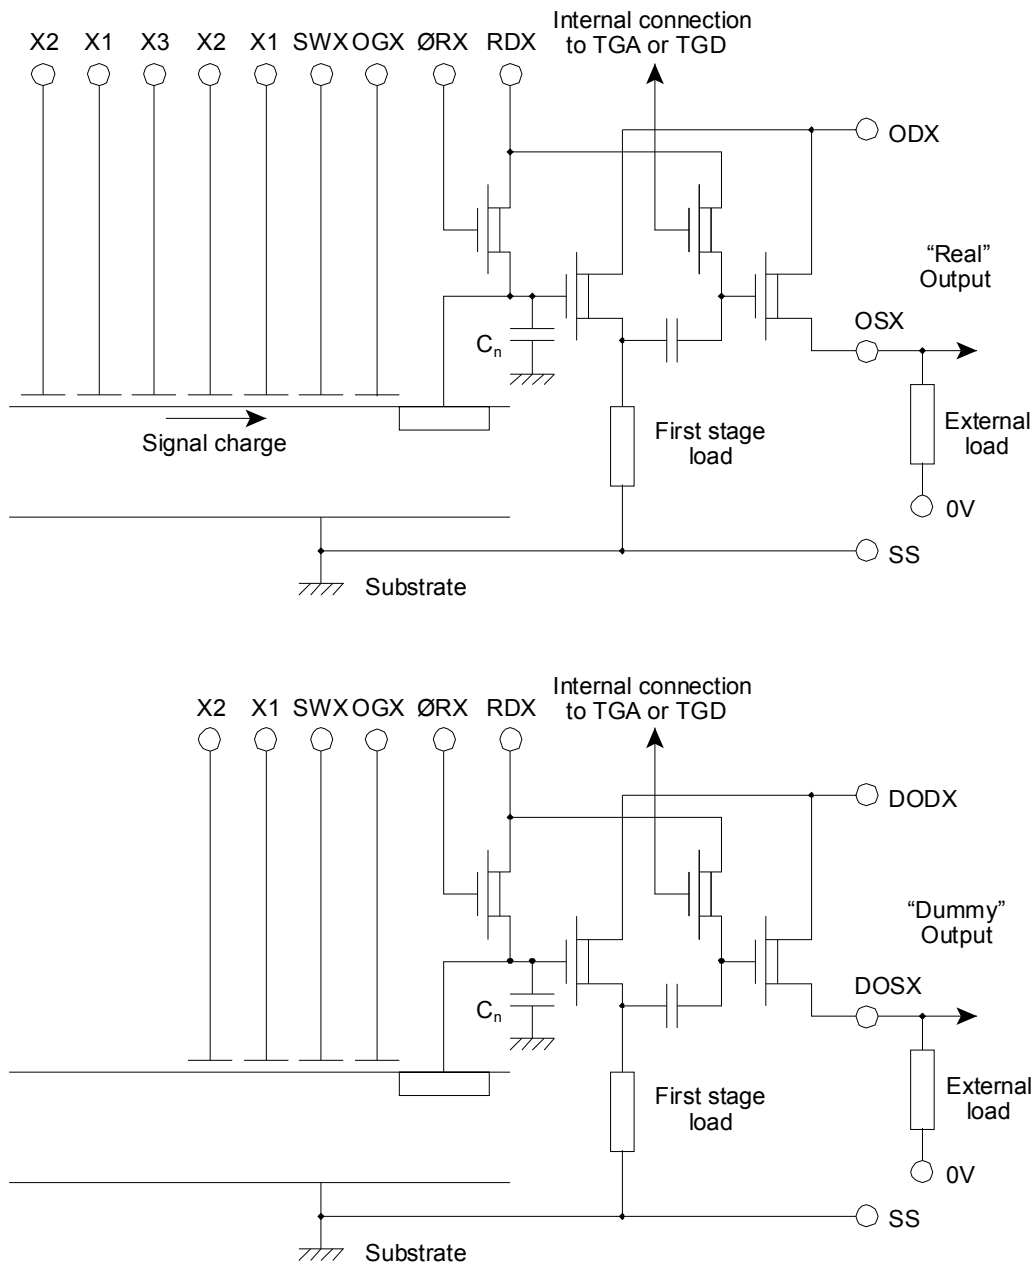 Internal connection
to TGA or TGD
X2 X1 X3 X2 X1 SWX OGX ØRX RDX
ODX
“Real”
Output
OSX
Cn
Signal charge
First stage
load
External
load
0V
SS
Substrate
Internal connection
to TGA or TGD
X2 X1 SWX OGX ØRX RDX
DODX
“Dummy”
Output
DOSX
Cn
First stage
load
External
load
0V
SS
Substrate